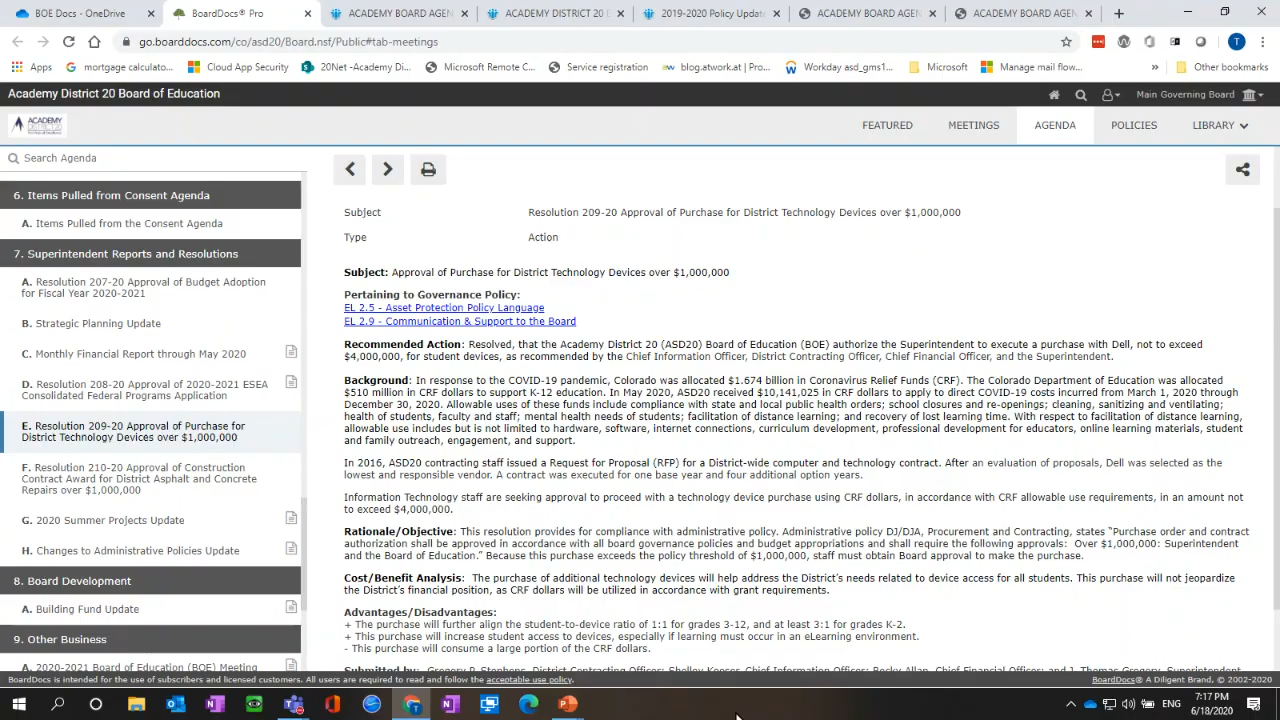 BOE Docs - OneDrive
BoardDocs® Pro
ACADEMY BOARD AGEN
ACADEMY DISTRICT 20
2019-2020 Policy Updat
ACADEMY BOARD AGEN
ACADEMY BOARD AGEN
go.boarddocs.com/co/asd20/Board.nsf/Public#tab-meetings
T
Apps
mortgage calculato...
Cloud App Security
20Net -Academy Di...
Microsoft Remote C...
Service registration
blog.atwork.at | Pro...
Workday asd_gms1...
Microsoft
Manage mail flow...
»
Other bookmarks
Academy District 20 Board of Education
Main Governing Board
ACADEMY
FEATURED
MEETINGS
AGENDA
POLICIES
LIBRARY
Search Agenda
6. Items Pulled from Consent Agenda
A. Items Pulled from the Consent Agenda
7. Superintendent Reports and Resolutions
A. Resolution 207-20 Approval of Budget Adoption
for Fiscal Year 2020-2021
B. Strategic Planning Update
C. Monthly Financial Report through May 2020
D. Resolution 208-20 Approval of 2020-2021 ESEA
Consolidated Federal Programs Application
E. Resolution 209-20 Approval of Purchase for
District Technology Devices over $1,000,000
F. Resolution 210-20 Approval of Construction
Contract Award for District Asphalt and Concrete
Repairs over $1,000,000
G. 2020 Summer Projects Update
H. Changes to Administrative Policies Update
8. Board Development
A. Building Fund Update
9. Other Business
A. 2020-2021 Board of Education (BOE) Meeting
Subject
Resolution 209-20 Approval of Purchase for District Technology Devices over $1,000,000
Type
Action
Subject: Approval of Purchase for District Technology Devices over $1,000,000
Pertaining to Governance Policy:
EL 2.5 - Asset Protection Policy Language
EL 2.9 - Communication & Support to the Board
Recommended Action: Resolved, that the Academy District 20 (ASD20) Board of Education (BOE) authorize the Superintendent to execute a purchase with Dell, not to exceed
$4,000,000, for student devices, as recommended by the Chief Information Officer, District Contracting Officer, Chief Financial Officer, and the Superintendent.
Background: In response to the COVID-19 pandemic, Colorado was allocated $1.674 billion in Coronavirus Relief Funds (CRF). The Colorado Department of Education was allocated
$510 million in CRF dollars to support K-12 education. In May 2020, ASD20 received $10,141,025 in CRF dollars to apply to direct COVID-19 costs incurred from March 1, 2020 through
December 30, 2020. Allowable uses of these funds include compliance with state and local public health orders; school closures and re-openings; cleaning, sanitizing and ventilating;
health of students, faculty and staff; mental health needs of students; facilitation of distance learning; and recovery of lost learning time. With respect to facilitation of distance learning,
allowable use includes but is not limited to hardware, software, internet connections, curriculum development, professional development for educators, online learning materials, student
and family outreach, engagement, and support.
In 2016, ASD20 contracting staff issued a Request for Proposal (RFP) for a District-wide computer and technology contract. After an evaluation of proposals, Dell was selected as the
lowest and responsible vendor. A contract was executed for one base year and four additional option years.
Information Technology staff are seeking approval to proceed with a technology device purchase using CRF dollars, in accordance with CRF allowable use requirements, in an amount not
to exceed $4,000,000.
Rationale/Objective: This resolution provides for compliance with administrative policy. Administrative policy DJ/DJA, Procurement and Contracting, states “Purchase order and contract
authorization shall be approved in accordance with all board governance policies and budget appropriations and shall require the following approvals: Over $1,000,000: Superintendent
and the Board of Education.” Because this purchase exceeds the policy threshold of $1,000,000, staff must obtain Board approval to make the purchase.
Cost/Benefit Analysis: The purchase of additional technology devices will help address the District's needs related to device access for all students. This purchase will not jeopardize
the District's financial position, as CRF dollars will be utilized in accordance with grant requirements.
Advantages/Disadvantages:
+ The purchase will further align the student-to-device ratio of 1:1 for grades 3-12, and at least 3:1 for grades K-2.
+ This purchase will increase student access to devices, especially if learning must occur in an eLearning environment.
- This purchase will consume a large portion of the CRF dollars.
Submitted by: Gregory P. Stephens, District Contracting Officer; Shelley Kooser, Chief Information Officer; Becky Allan, Chief Financial Officer; and J. Thomas Gregory, Superintendent
BoardDocs is intended for the use of subscribers and licensed customers. All users are required to read and follow the acceptable use policy.
BoardDocs® A Diligent Brand, © 2002-2020
ENG
7:17 PM
6/18/2020